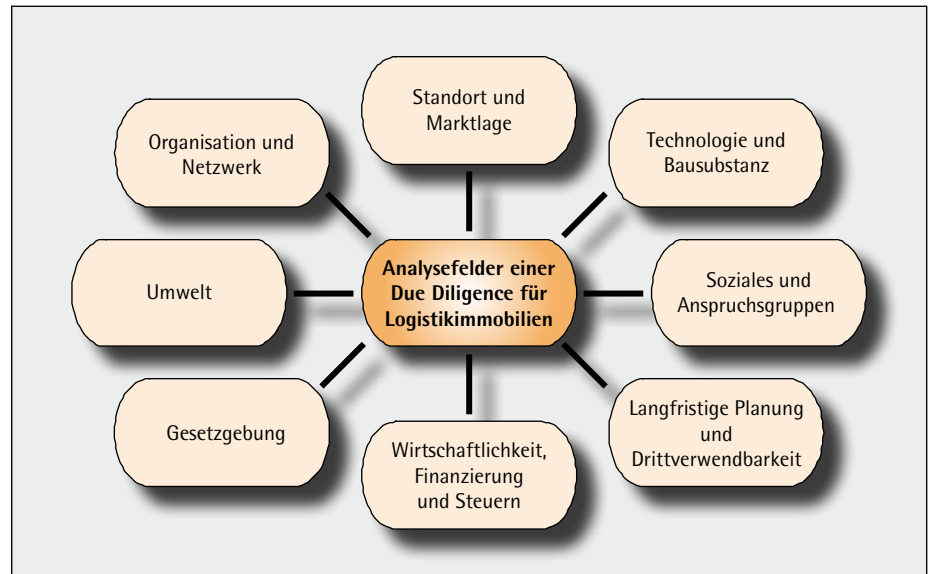 Standort und
Marktlage
Organisation und
Netzwerk
Technologie und
Bausubstanz
Analysefelder einer
Due Diligence für
Logistikimmobilien
Umwelt
Soziales und
Anspruchsgruppen
Gesetzgebung
Wirtschaftlichkeit,
Finanzierung
und Steuern
Langfristige Planung
und
Drittverwendbarkeit